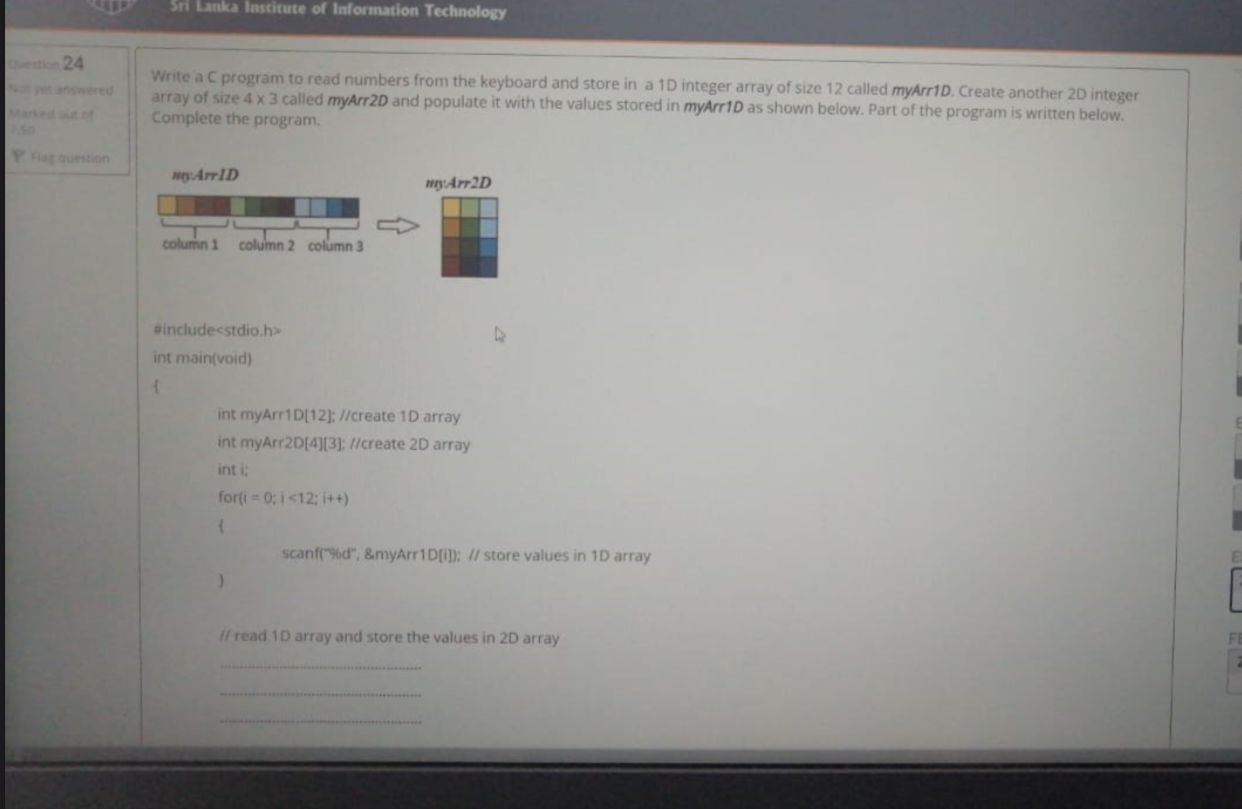 Sri Lanka Institute of Information Technology
Question 24
Not yet answered
Marked out of
7.50
Flag question
Write a C program to read numbers from the keyboard and store in a 1D integer array of size 12 called myArr1D. Create another 2D integer
array of size 4 x 3 called myArr2D and populate it with the values stored in myArr1D as shown below. Part of the program is written below.
Complete the program.
myArr1D
myArr2D
column 1 column 2 column 3
#include<stdio.h>
int main(void)
{
int myArr1D[12]; //create 1D array
int myArr2D[4][3]; //create 2D array
int i;
for(i = 0; i <12; i++)
{
scanf("%d", &myArr1D[i]); // store values in 1D array
}
// read 1D array and store the values in 2D array